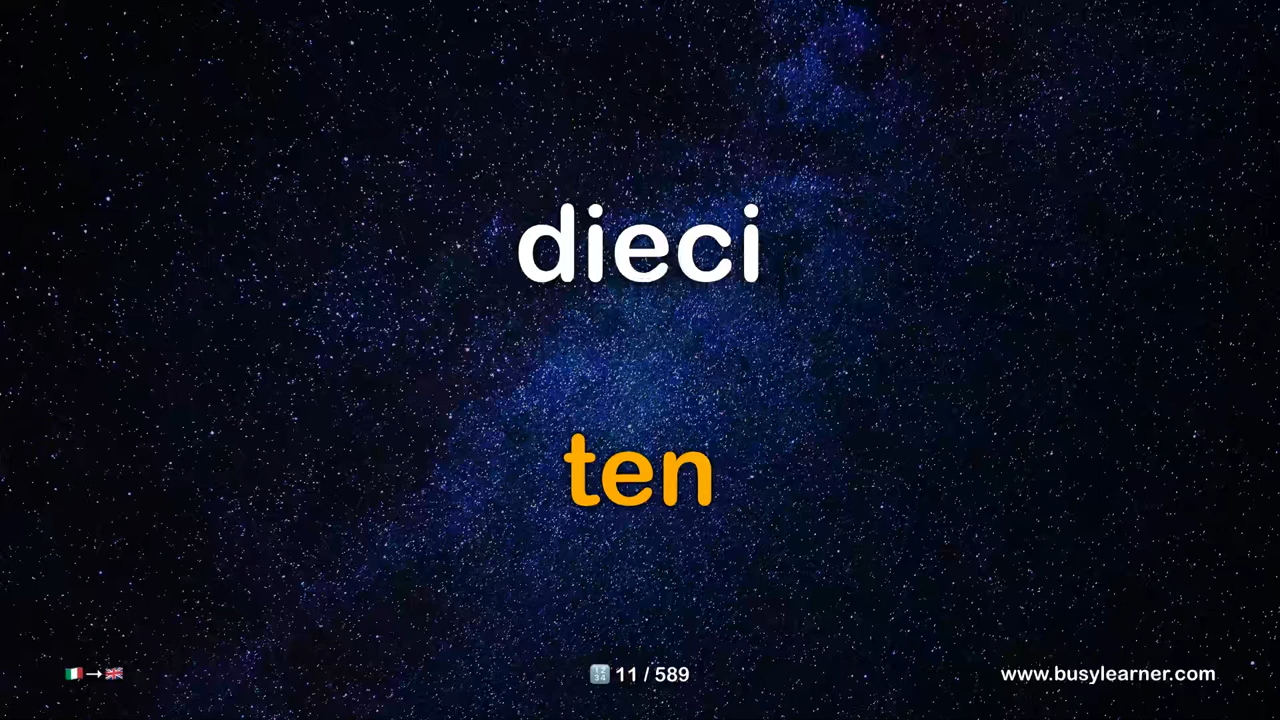 dieci
ten
🇮🇹→🇬🇧
🔢 11 / 589
www.busylearner.com